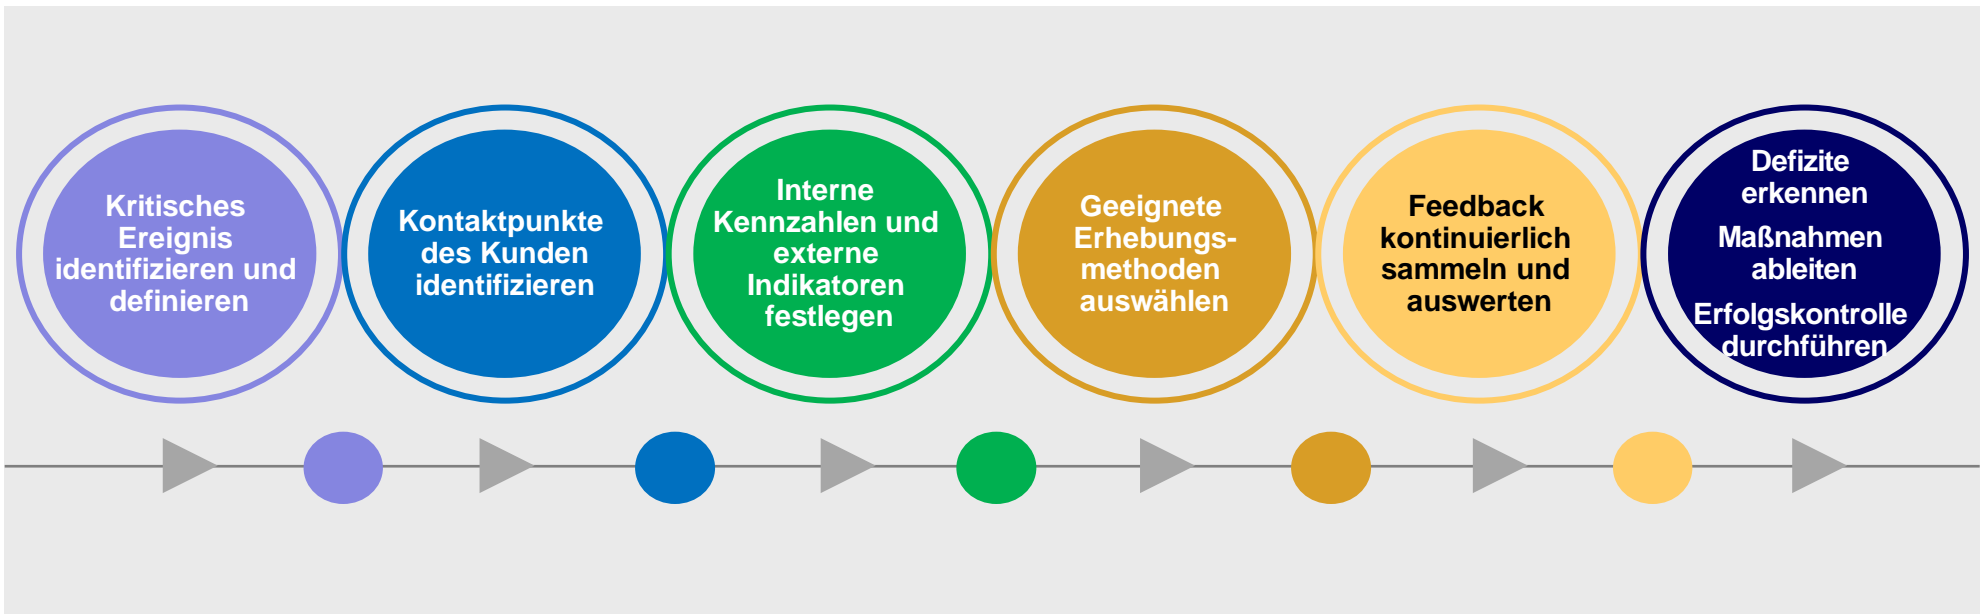 Kritisches
Ereignis
identifizieren und
definieren
Kontaktpunkte
des Kunden
identifizieren
Interne
Kennzahlen und
externe
Indikatoren
festlegen
Geeignete
Erhebungs-
methoden
auswählen
Feedback
kontinuierlich
sammeln und
auswerten
Defizite
erkennen
Maßnahmen
ableiten
Erfolgskontrolle
durchführen